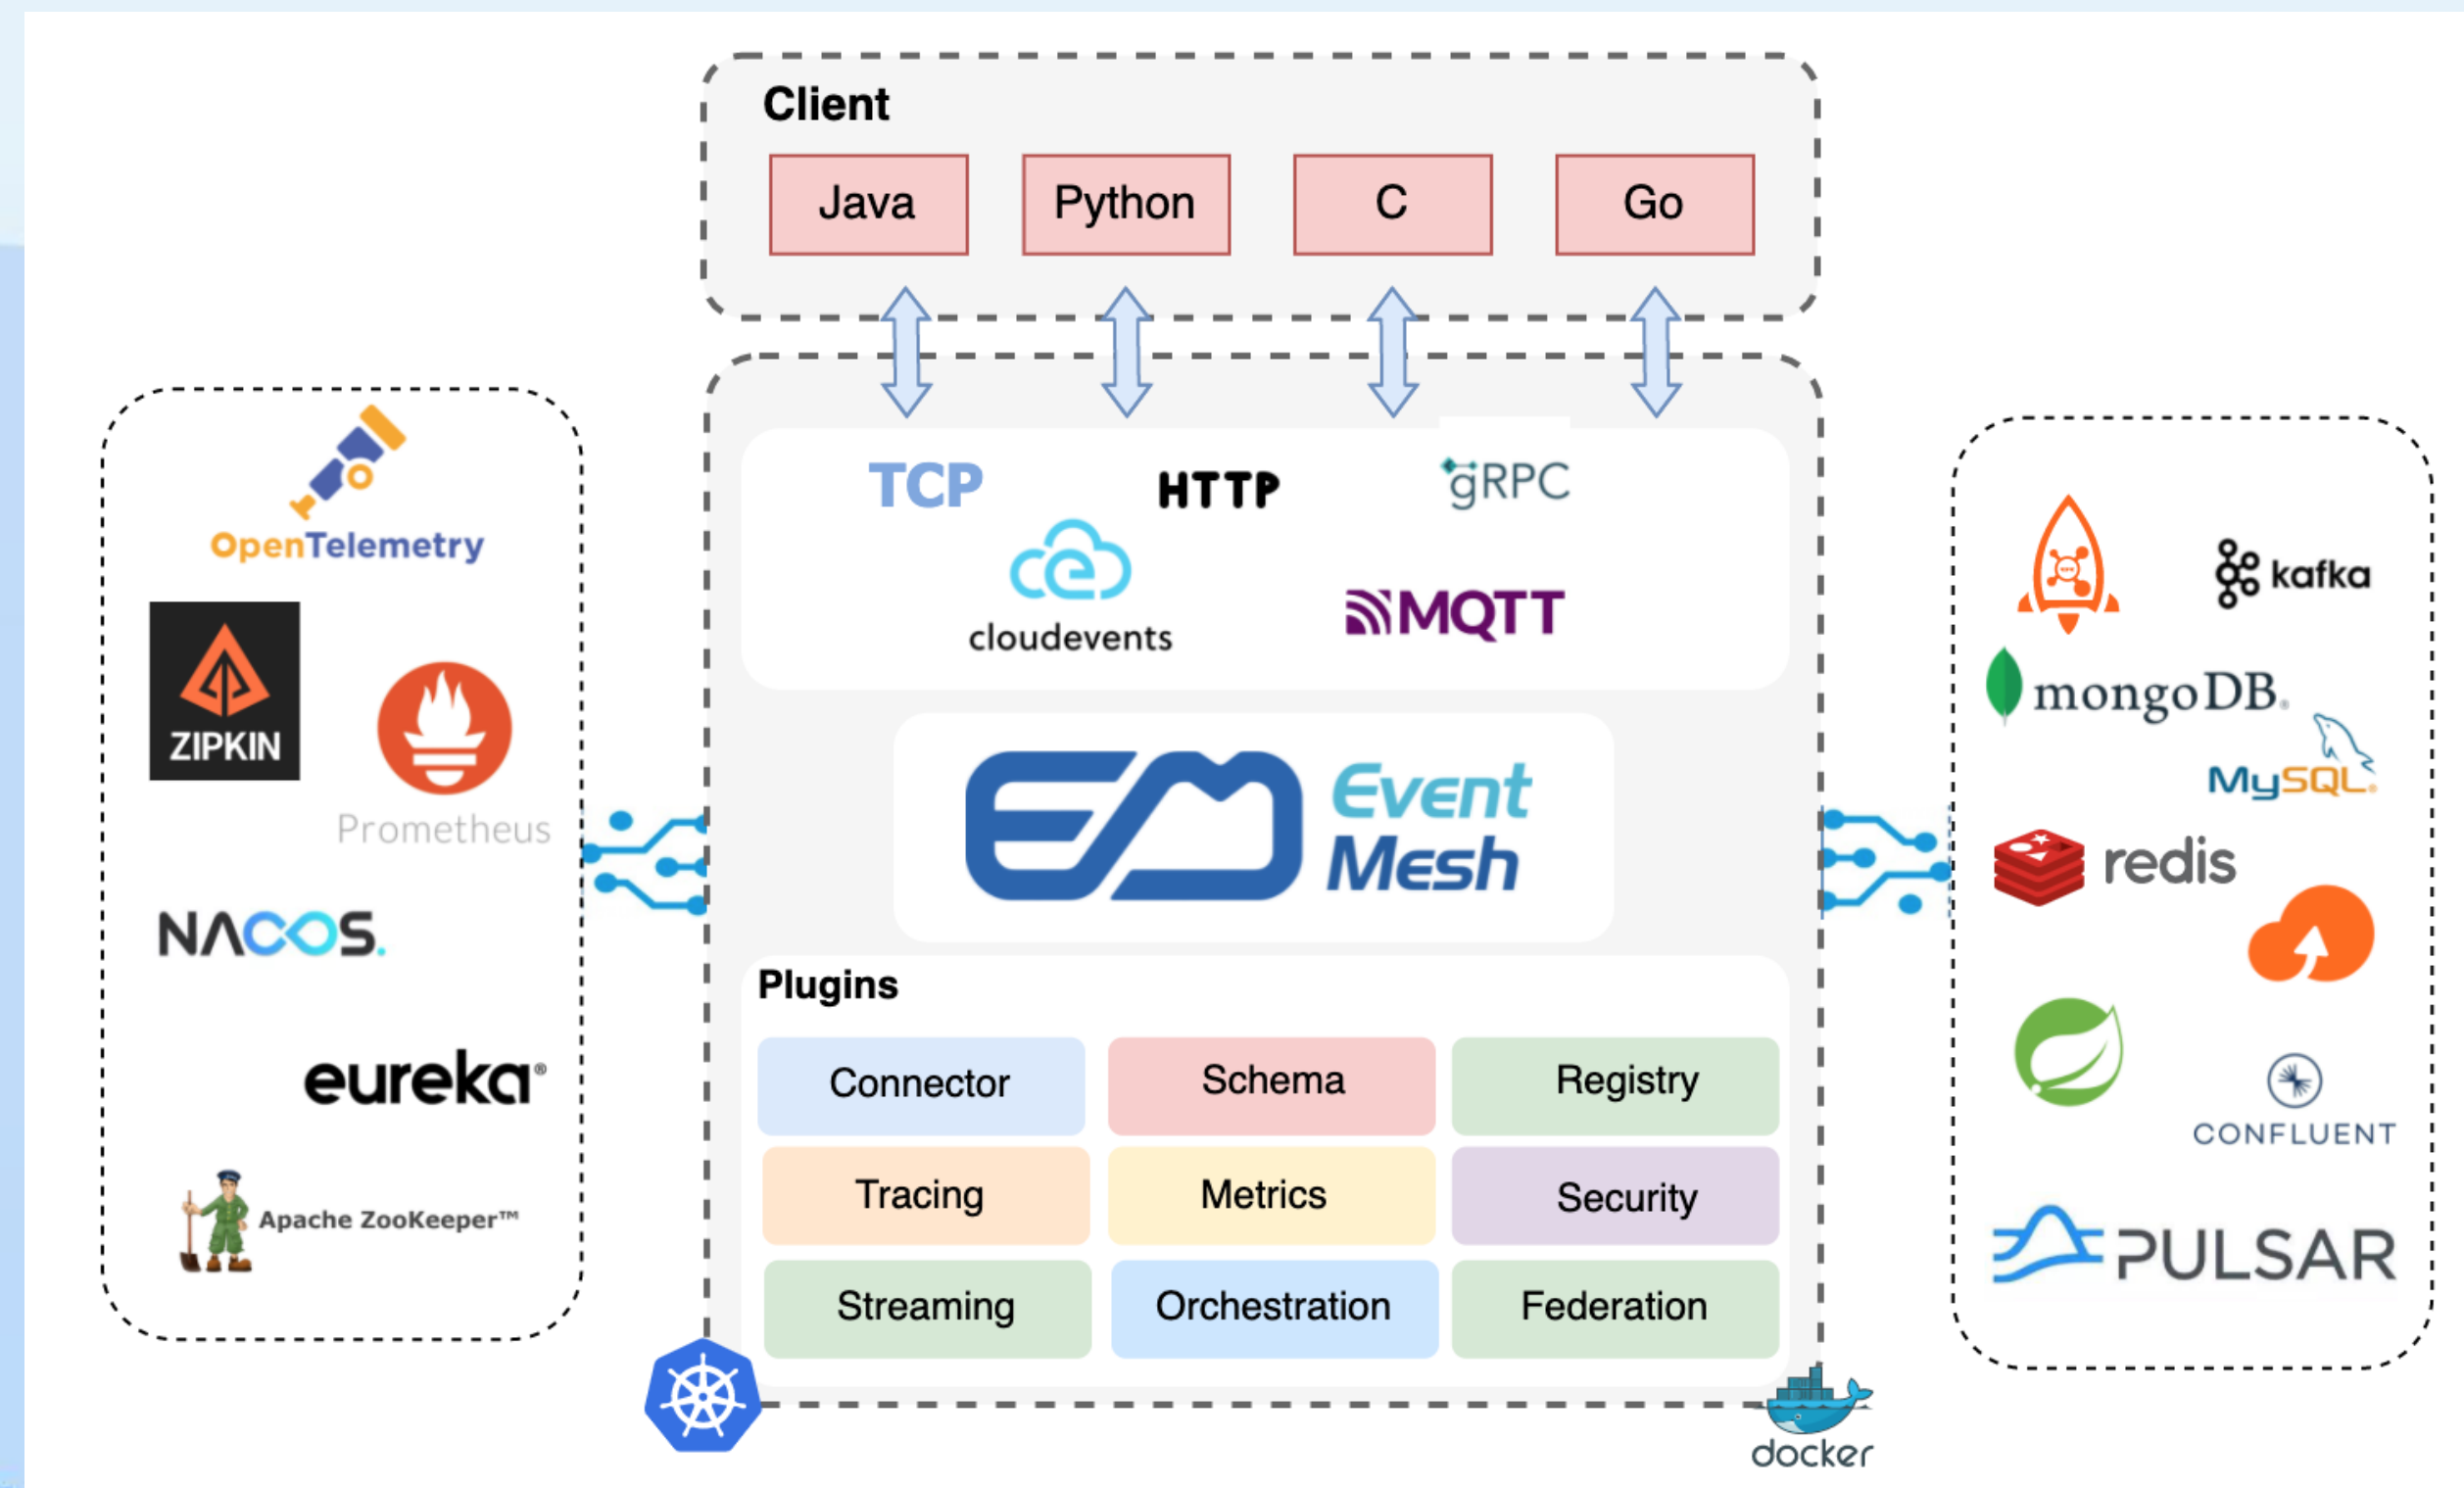 Client
Java
Python
C
Go
OpenTelemetry
ZIPKIN
Prometheus
NACOS.
eureka®
Apache ZooKeeper™
TCP
HTTP
gRPC
cloudevents
MQTT
EM
Event
Mesh
Plugins
Connector
Schema
Registry
Tracing
Metrics
Security
Streaming
Orchestration
Federation
docker
kafka
mongoDB®
MySQL®
redis
CONFLUENT
PULSAR